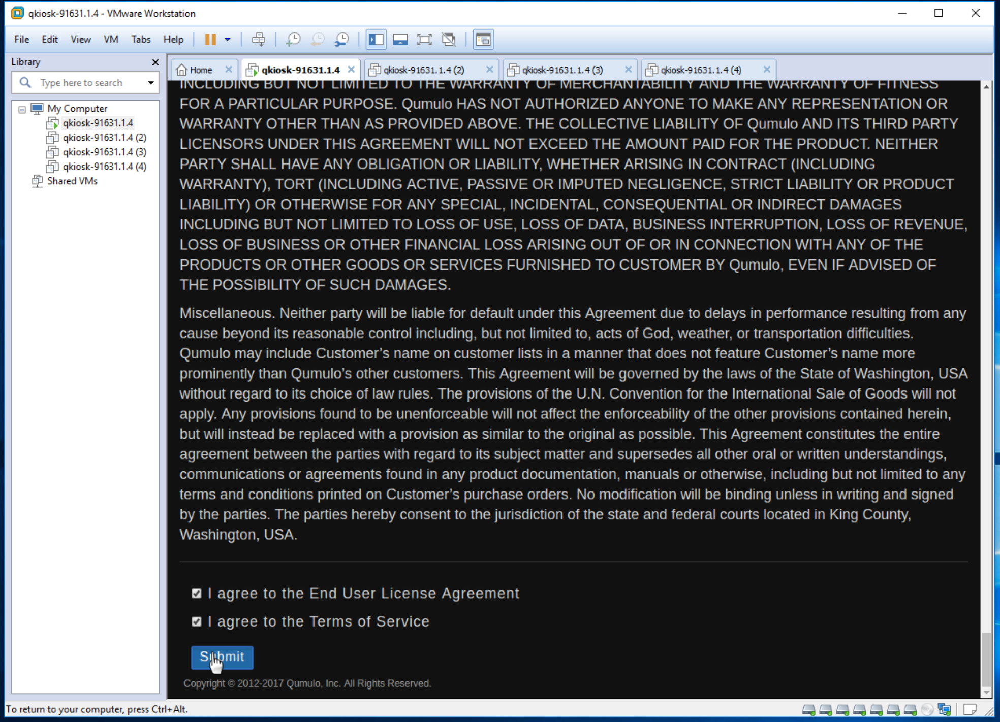 qkiosk-91631.1.4 - VMware Workstation
File Edit View VM Tabs Help
Library
Type here to search
My Computer
qkiosk-91631.1.4
qkiosk-91631.1.4 (2)
qkiosk-91631.1.4 (3)
qkiosk-91631.1.4 (4)
Shared VMs
Home qkiosk-91631.1.4 qkiosk-91631.1.4 (2) qkiosk-91631.1.4 (3) qkiosk-91631.1.4 (4)
INCLUDING BUT NOT LIMITED TO THE WARRANTY OF MERCHANTABILITY AND THE WARRANTY OF FITNESS
FOR A PARTICULAR PURPOSE. Qumulo HAS NOT AUTHORIZED ANYONE TO MAKE ANY REPRESENTATION OR
WARRANTY OTHER THAN AS PROVIDED ABOVE. THE COLLECTIVE LIABILITY OF Qumulo AND ITS THIRD PARTY
LICENSORS UNDER THIS AGREEMENT WILL NOT EXCEED THE AMOUNT PAID FOR THE PRODUCT. NEITHER
PARTY SHALL HAVE ANY OBLIGATION OR LIABILITY, WHETHER ARISING IN CONTRACT (INCLUDING
WARRANTY), TORT (INCLUDING ACTIVE, PASSIVE OR IMPUTED NEGLIGENCE, STRICT LIABILITY OR PRODUCT
LIABILITY) OR OTHERWISE FOR ANY SPECIAL, INCIDENTAL, CONSEQUENTIAL OR INDIRECT DAMAGES
INCLUDING BUT NOT LIMITED TO LOSS OF USE, LOSS OF DATA, BUSINESS INTERRUPTION, LOSS OF REVENUE,
LOSS OF BUSINESS OR OTHER FINANCIAL LOSS ARISING OUT OF OR IN CONNECTION WITH ANY OF THE
PRODUCTS OR OTHER GOODS OR SERVICES FURNISHED TO CUSTOMER BY Qumulo, EVEN IF ADVISED OF
THE POSSIBILITY OF SUCH DAMAGES.
Miscellaneous. Neither party will be liable for default under this Agreement due to delays in performance resulting from any
cause beyond its reasonable control including, but not limited to, acts of God, weather, or transportation difficulties.
Qumulo may include Customer’s name on customer lists in a manner that does not feature Customer’s name more
prominently than Qumulo’s other customers. This Agreement will be governed by the laws of the State of Washington, USA
without regard to its choice of law rules. The provisions of the U.N. Convention for the International Sale of Goods will not
apply. Any provisions found to be unenforceable will not affect the enforceability of the other provisions contained herein,
but will instead be replaced with a provision as similar to the original as possible. This Agreement constitutes the entire
agreement between the parties with regard to its subject matter and supersedes all other oral or written understandings,
communications or agreements found in any product documentation, manuals or otherwise, including but not limited to any
terms and conditions printed on Customer’s purchase orders. No modification will be binding unless in writing and signed
by the parties. The parties hereby consent to the jurisdiction of the state and federal courts located in King County,
Washington, USA.
I agree to the End User License Agreement
I agree to the Terms of Service
Submit
Copyright © 2012-2017 Qumulo, Inc. All Rights Reserved.
To return to your computer, press Ctrl+Alt.